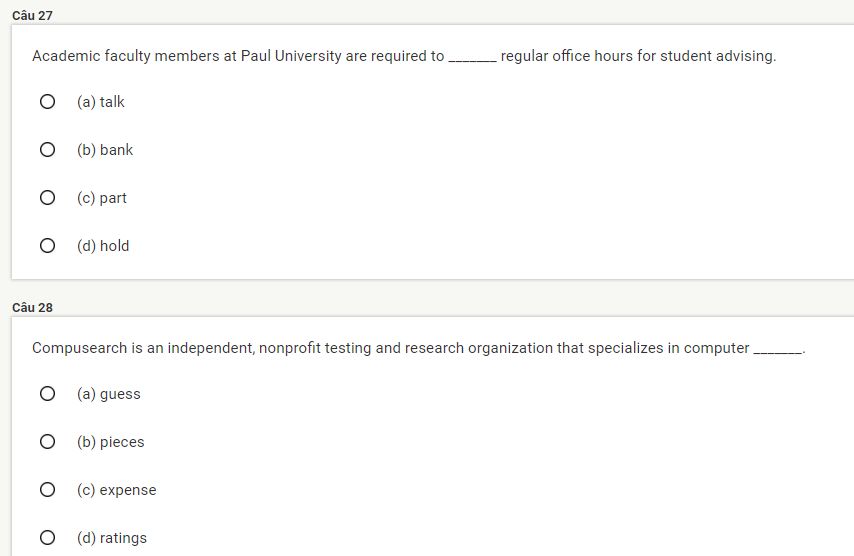 Câu 27
Academic faculty members at Paul University are required to _______ regular office hours for student advising.
(a) talk
(b) bank
(c) part
(d) hold
Câu 28
Compusearch is an independent, nonprofit testing and research organization that specializes in computer _______.
(a) guess
(b) pieces
(c) expense
(d) ratings